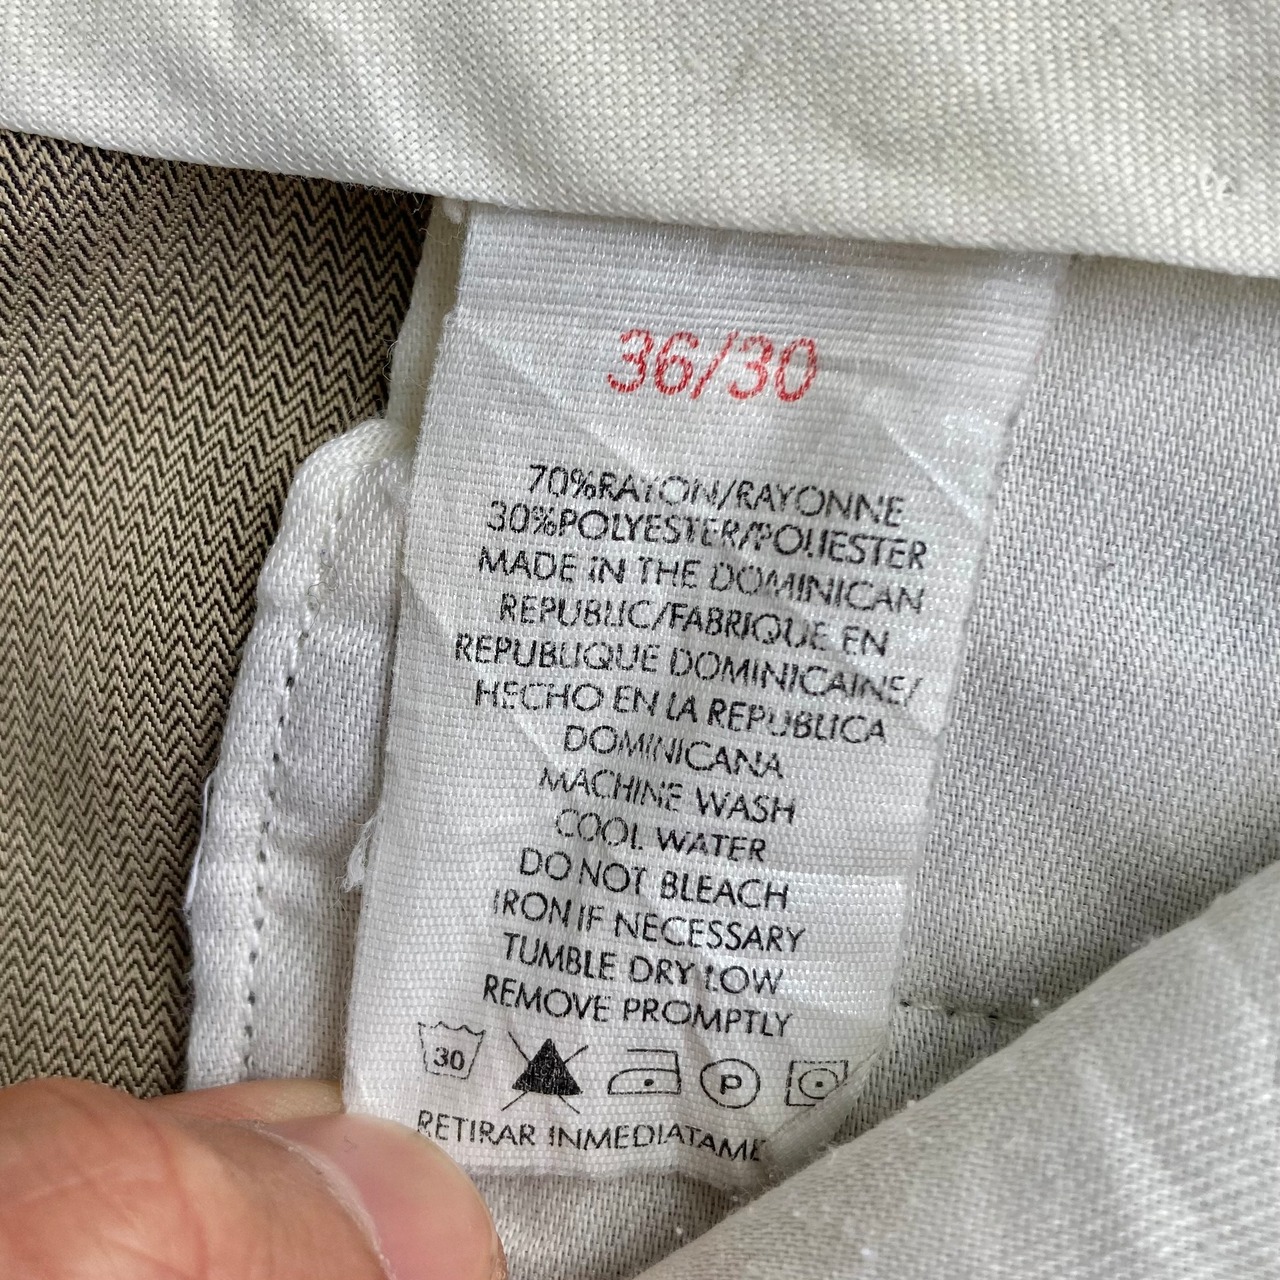 36/30
70%RAYON/RAYONNE
30%POLYESTER/POLIESTER
MADE IN THE DOMINICAN
REPUBLIC/FABRIQUE EN
REPUBLIQUE DOMINICAINE/
HECHO EN LA REPUBLICA
DOMINICANA
MACHINE WASH
COOL WATER
DO NOT BLEACH
IRON IF NECESSARY
TUMBLE DRY LOW
REMOVE PROMPTLY
30 P
RETIRAR INMEDIATAME